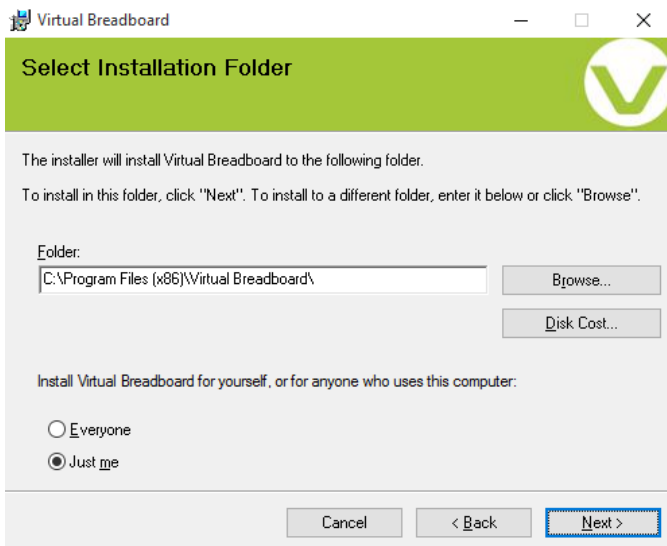 Virtual Breadboard
Select Installation Folder
V
The installer will install Virtual Breadboard to the following folder.
To install in this folder, click "Next". To install to a different folder, enter it below or click "Browse".
Folder:
C:\Program Files (x86)\Virtual Breadboard\
Browse...
Disk Cost...
Install Virtual Breadboard for yourself, or for anyone who uses this computer:
Everyone
Just me
Cancel
< Back
Next >